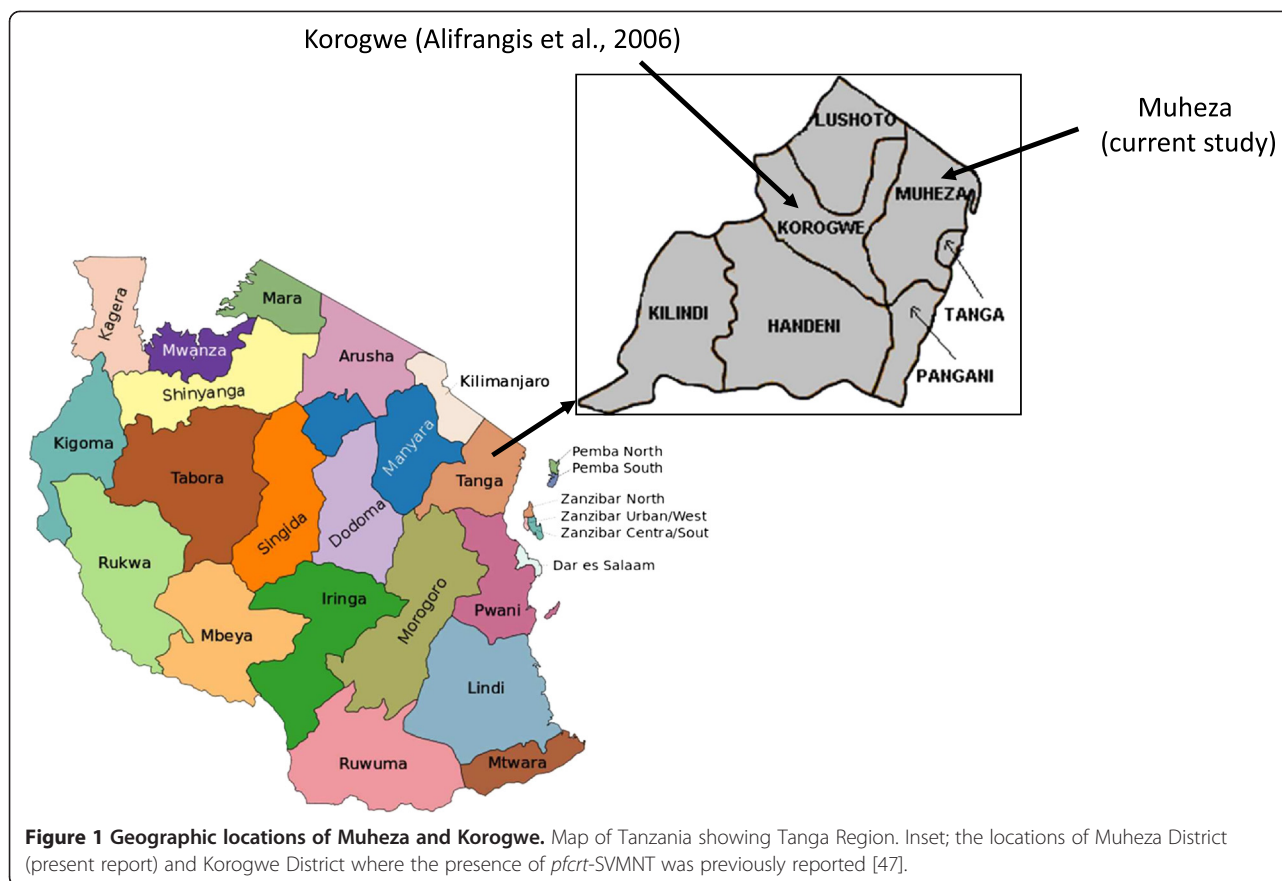 Korogwe (Alifrangis et al., 2006)
Muheza
(current study)
LUSHOTO
MUHEZA
KOROGWE
KILINDI
HANDENI
TANGA
PANGANI
Kagera
Mara
Mwanza
Arusha
Shinyanga
Kilimanjaro
Kigoma
Manyara
Tabora
Tanga
Pemba North
Pemba South
Singida
Dodoma
Zanzibar North
Zanzibar Urban/West
Zanzibar Centra/Sout
Rukwa
Dar es Salaam
Iringa
Morogoro
Pwani
Mbeya
Lindi
Ruwuma
Mtwara
Figure 1 Geographic locations of Muheza and Korogwe. Map of Tanzania showing Tanga Region. Inset; the locations of Muheza District
(present report) and Korogwe District where the presence of pfcrt-SVMNT was previously reported [47].